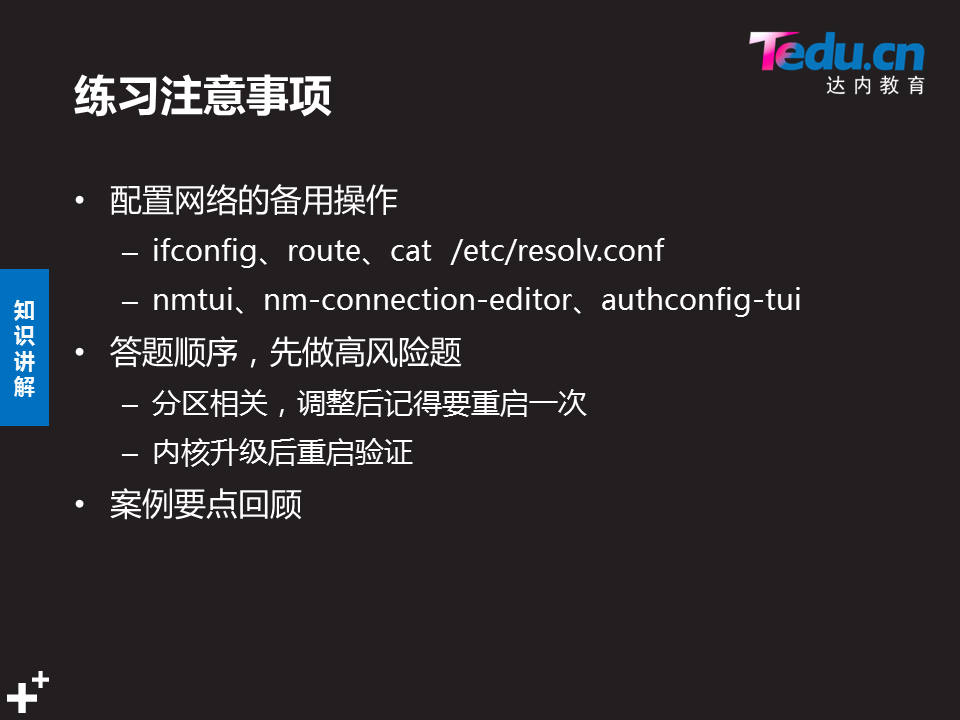 Tedu.cn
达内教育
练习注意事项
• 配置网络的备用操作
– ifconfig、route、cat  /etc/resolv.conf
– nmtui、nm-connection-editor、authconfig-tui
• 答题顺序，先做高风险题
– 分区相关，调整后记得要重启一次
– 内核升级后重启验证
• 案例要点回顾
知识讲解